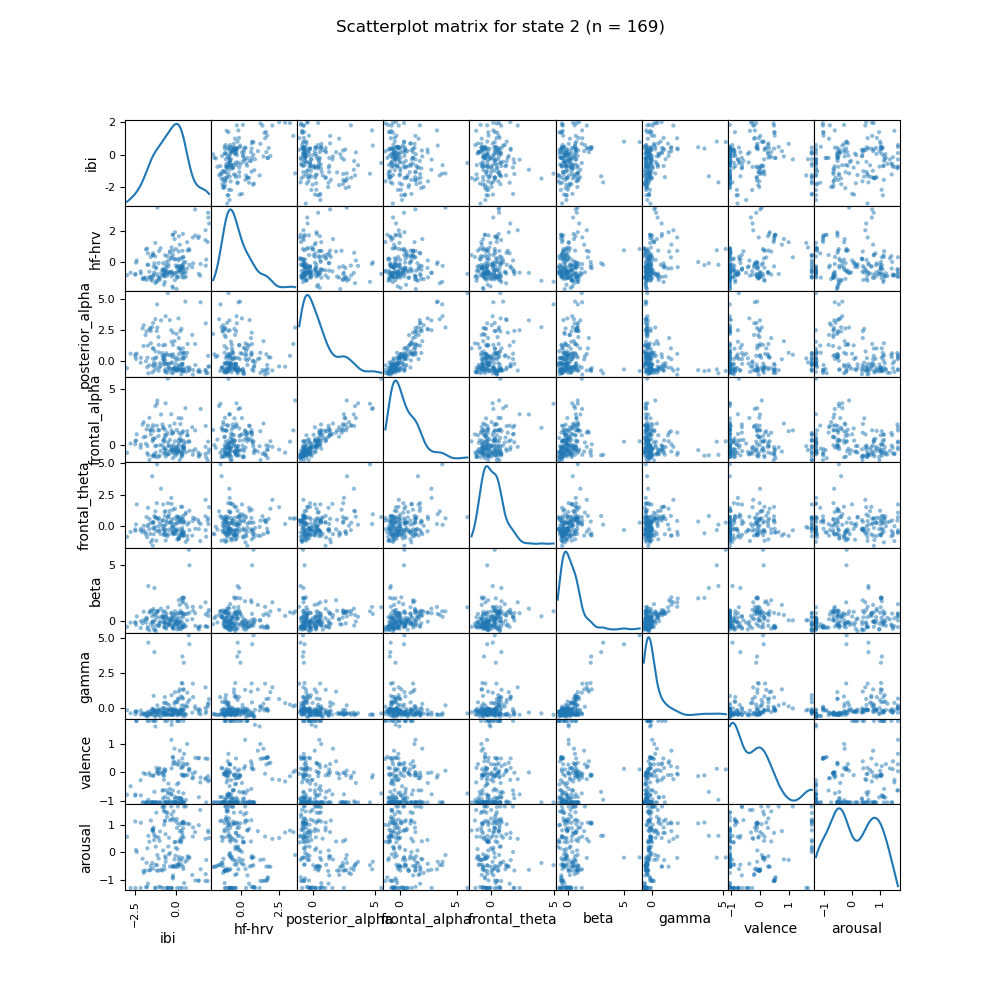 Scatterplot matrix for state 2 (n = 169)
2
0
−2
ibi
2
0
hf-hrv
5.0
2.5
0.0
posterior_alpha
5
0
frontal_alpha
5.0
2.5
0.0
frontal_theta
5
0
beta
5.0
2.5
0.0
gamma
1
0
−1
valence
1
0
−1
arousal
−2.5 0.0 0.0 2.5 0 5 0 5 0 5 0 5 0 5 −1 0 1 −1 0 1
ibi hf-hrv posterior_alpha frontal_alpha frontal_theta beta gamma valence arousal